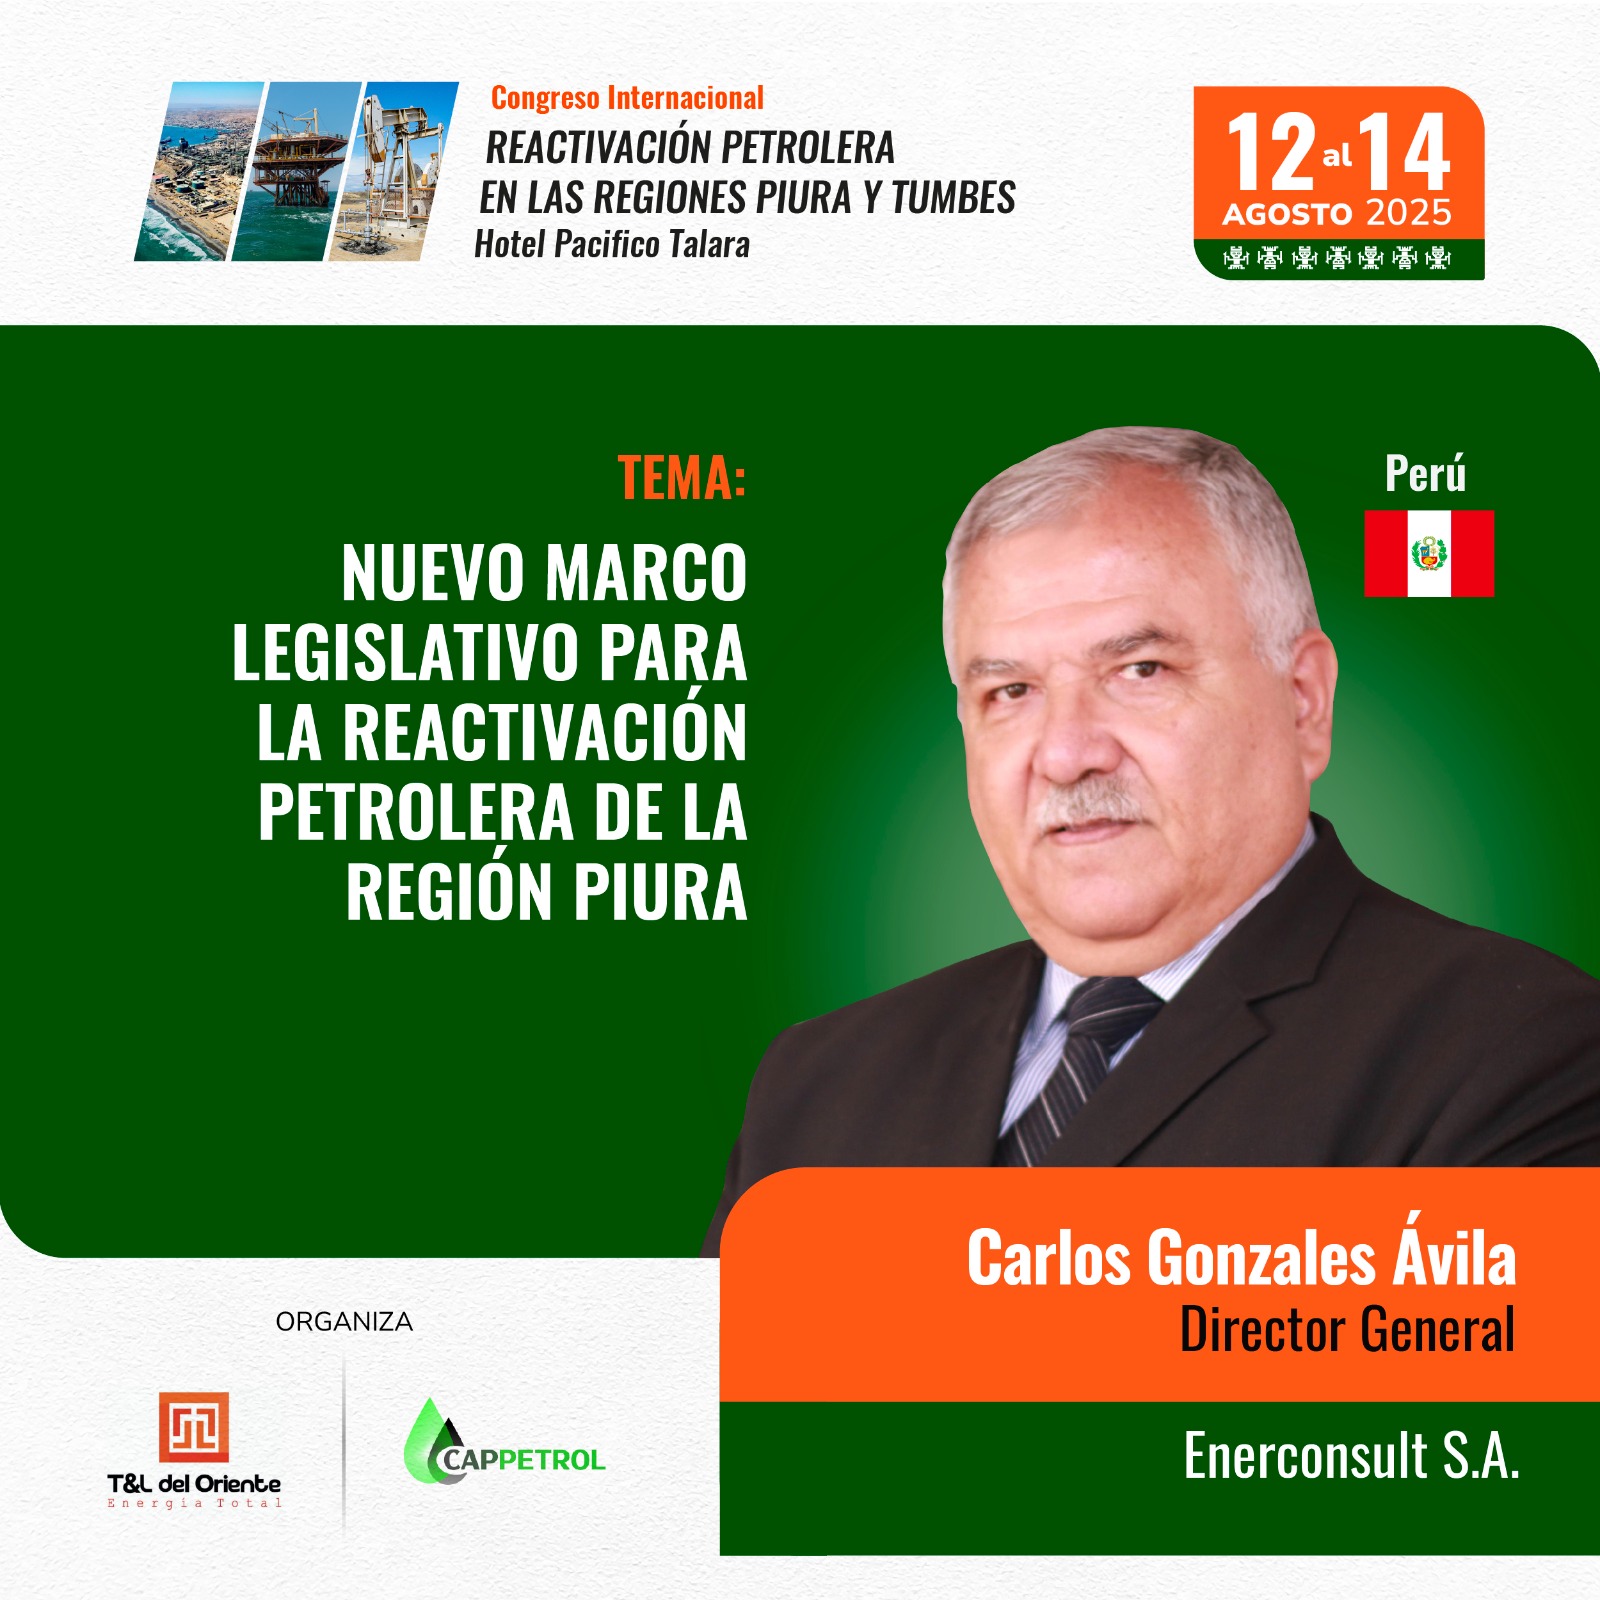 Congreso Internacional
REACTIVACIÓN PETROLERA
EN LAS REGIONES PIURA Y TUMBES
Hotel Pacifico Talara
12 al 14
AGOSTO 2025
TEMA:
NUEVO MARCO
LEGISLATIVO PARA
LA REACTIVACIÓN
PETROLERA DE LA
REGIÓN PIURA
Perú
Carlos Gonzales Ávila
Director General
Enerconsult S.A.
ORGANIZA
T&L del Oriente
Energía Total
CAPPETROL